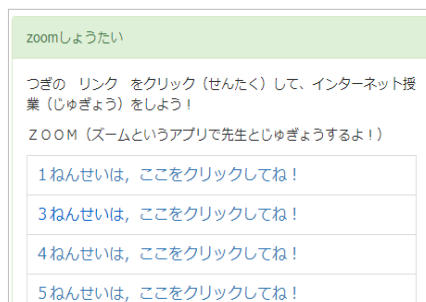 zoomしょうたい
つぎの　リンク　をクリック（せんたく）して、インターネット授
業（じゅぎょう）をしよう！
ＺＯＯＭ（ズームというアプリで先生とじゅぎょうするよ！）
１ねんせいは，ここをクリックしてね！
３ねんせいは，ここをクリックしてね！
４ねんせいは，ここをクリックしてね！
５ねんせいは，ここをクリックしてね！